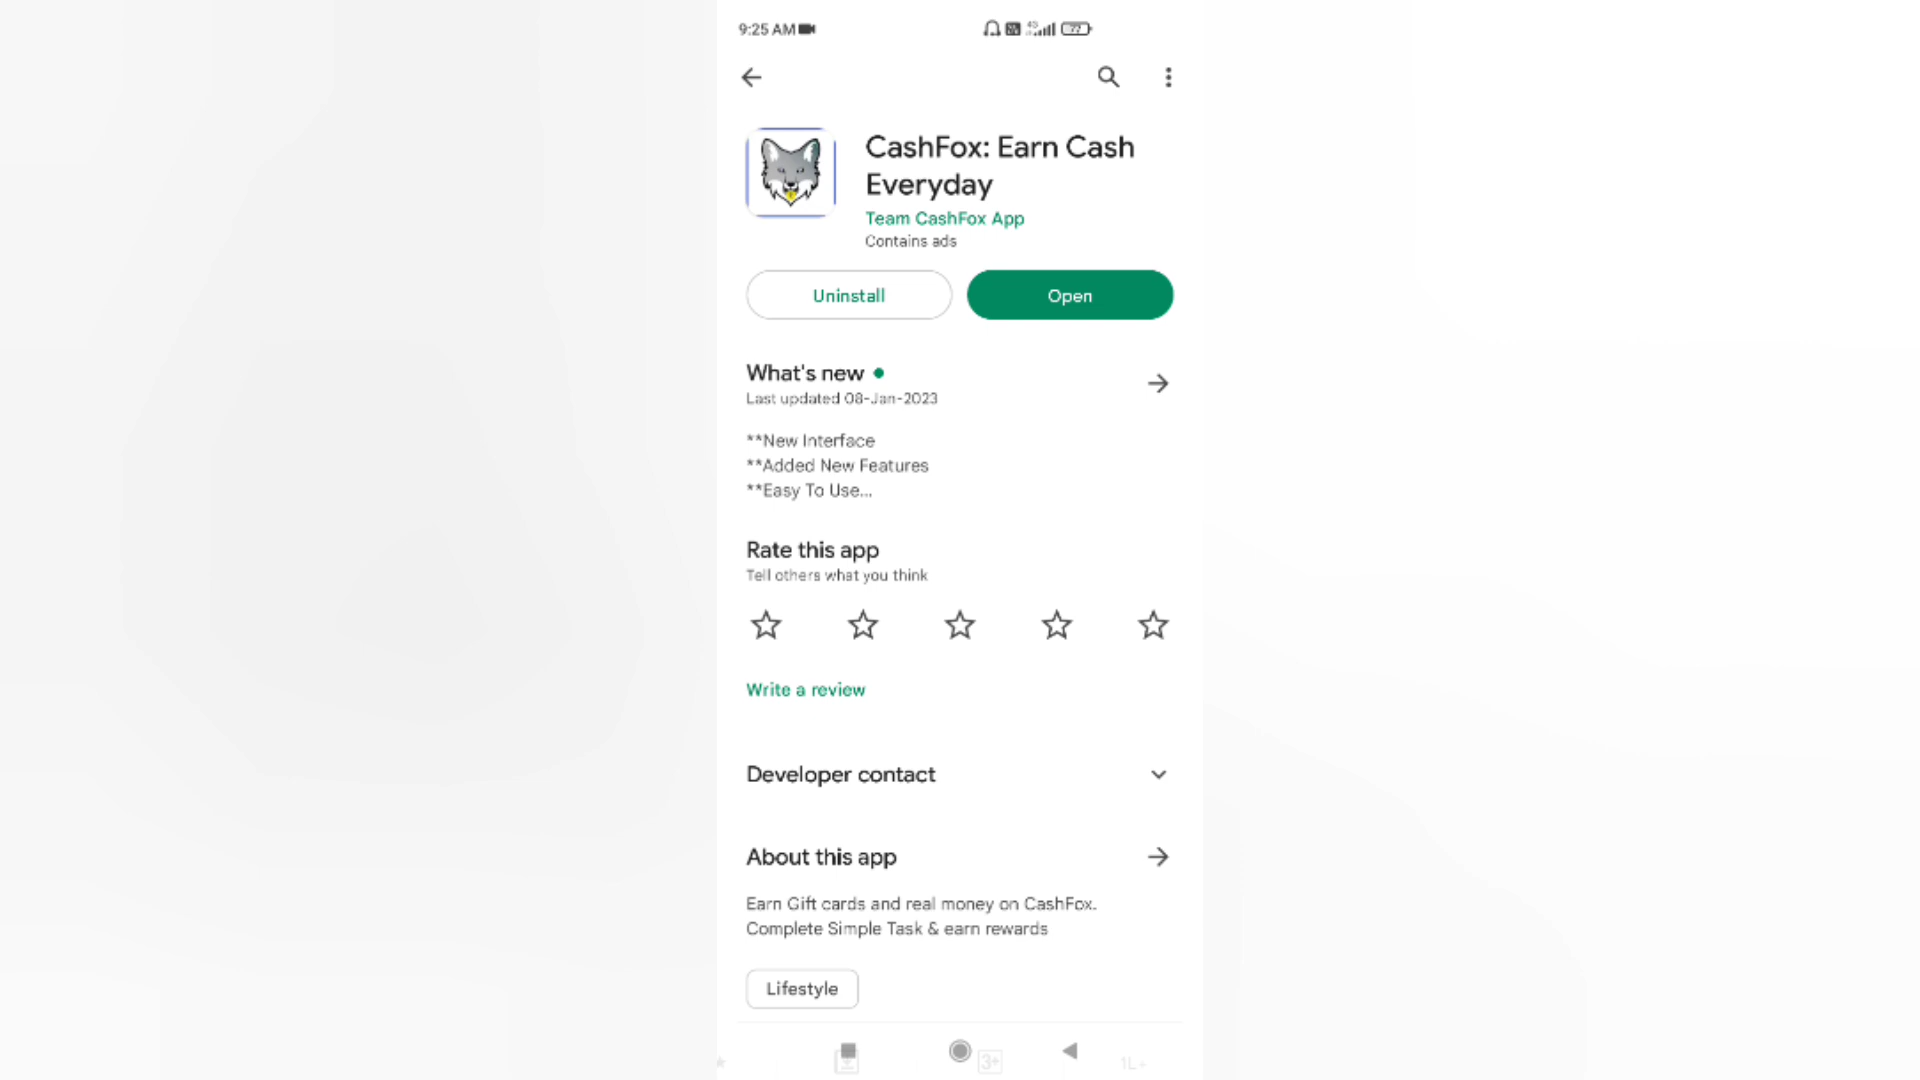 9:25 AM
CashFox: Earn Cash
Everyday
Team CashFox App
Contains ads
Uninstall
Open
What's new
Last updated 08-Jan-2023
**New Interface
**Added New Features
**Easy To Use...
Rate this app
Tell others what you think
Write a review
Developer contact
About this app
Earn Gift cards and real money on CashFox.
Complete Simple Task & earn rewards
Lifestyle
3+
1L+